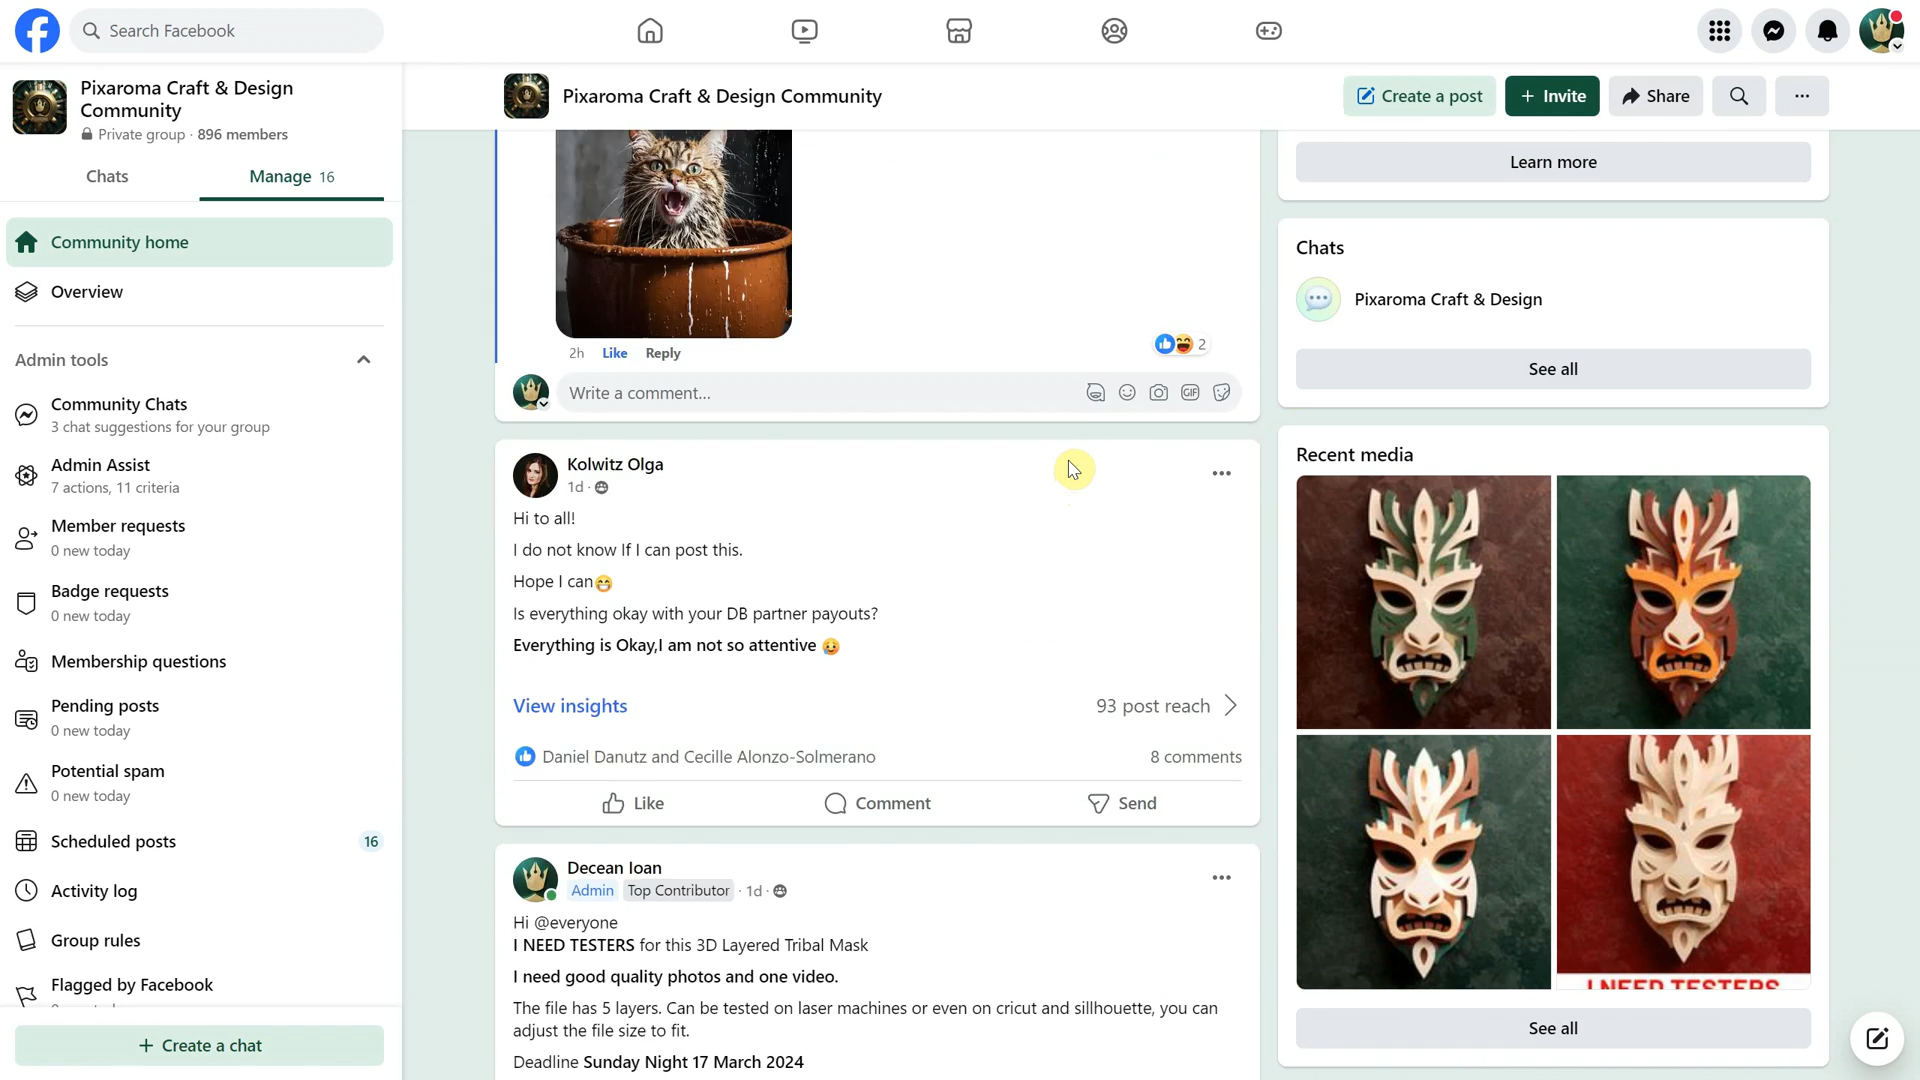 Search Facebook
Pixaroma Craft & Design
Community
Private group · 896 members
Chats
Manage 16
Community home
Overview
Admin tools
Community Chats
3 chat suggestions for your group
Admin Assist
7 actions, 11 criteria
Member requests
0 new today
Badge requests
0 new today
Membership questions
Pending posts
0 new today
Potential spam
0 new today
Scheduled posts 16
Activity log
Group rules
Flagged by Facebook
+ Create a chat
Pixaroma Craft & Design Community
Create a post
+ Invite
Share
2h Like Reply
2
Write a comment...
GIF
Kolwitz Olga
1d ·
Hi to all!
I do not know If I can post this.
Hope I can😁
Is everything okay with your DB partner payouts?
Everything is Okay,I am not so attentive 🥲
View insights
93 post reach
Daniel Danutz and Cecille Alonzo-Solmerano
8 comments
Like
Comment
Send
Decean Ioan
Admin Top Contributor · 1d ·
Hi @everyone
I NEED TESTERS for this 3D Layered Tribal Mask
I need good quality photos and one video.
The file has 5 layers. Can be tested on laser machines or even on cricut and sillhouette, you can
adjust the file size to fit.
Deadline Sunday Night 17 March 2024
Learn more
Chats
Pixaroma Craft & Design
See all
Recent media
I NEED TESTERS
See all